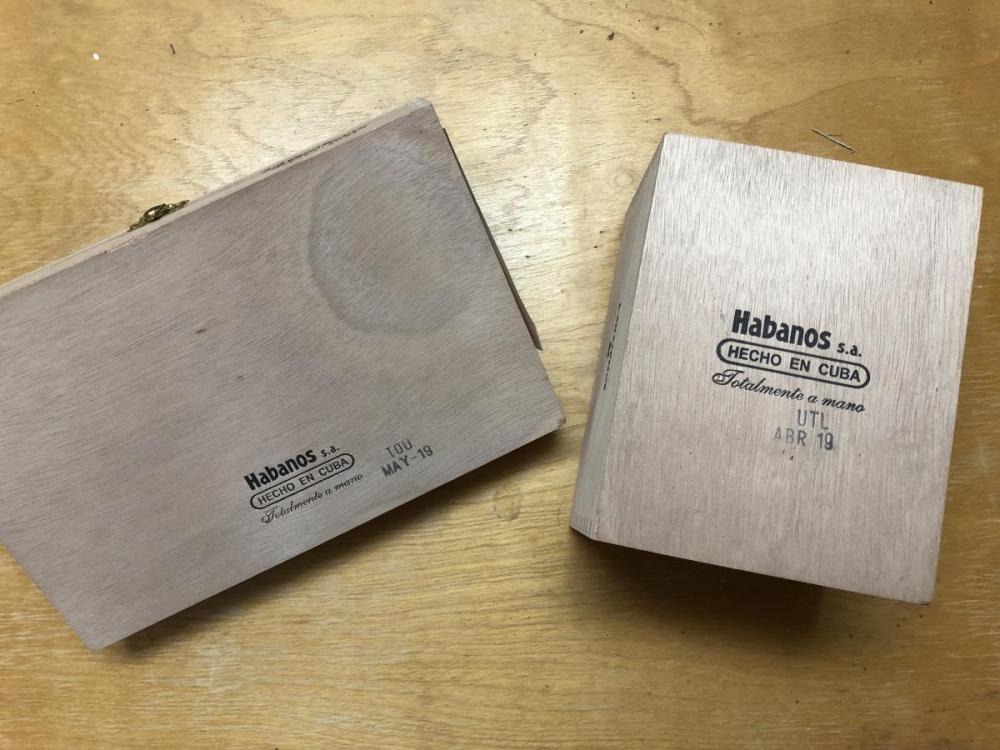 Habanos s.a.
HECHO EN CUBA
Totalmente a mano
TOU
MAY-19
Habanos s.a.
HECHO EN CUBA
Totalmente a mano
UTL
ABR 19